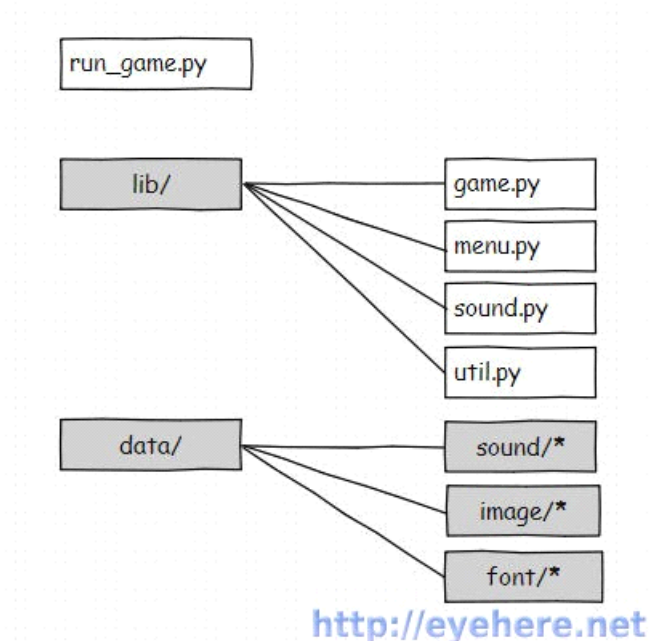 run_game.py
lib/
game.py
menu.py
sound.py
util.py
data/
sound/*
image/*
font/*
http://eyehere.net